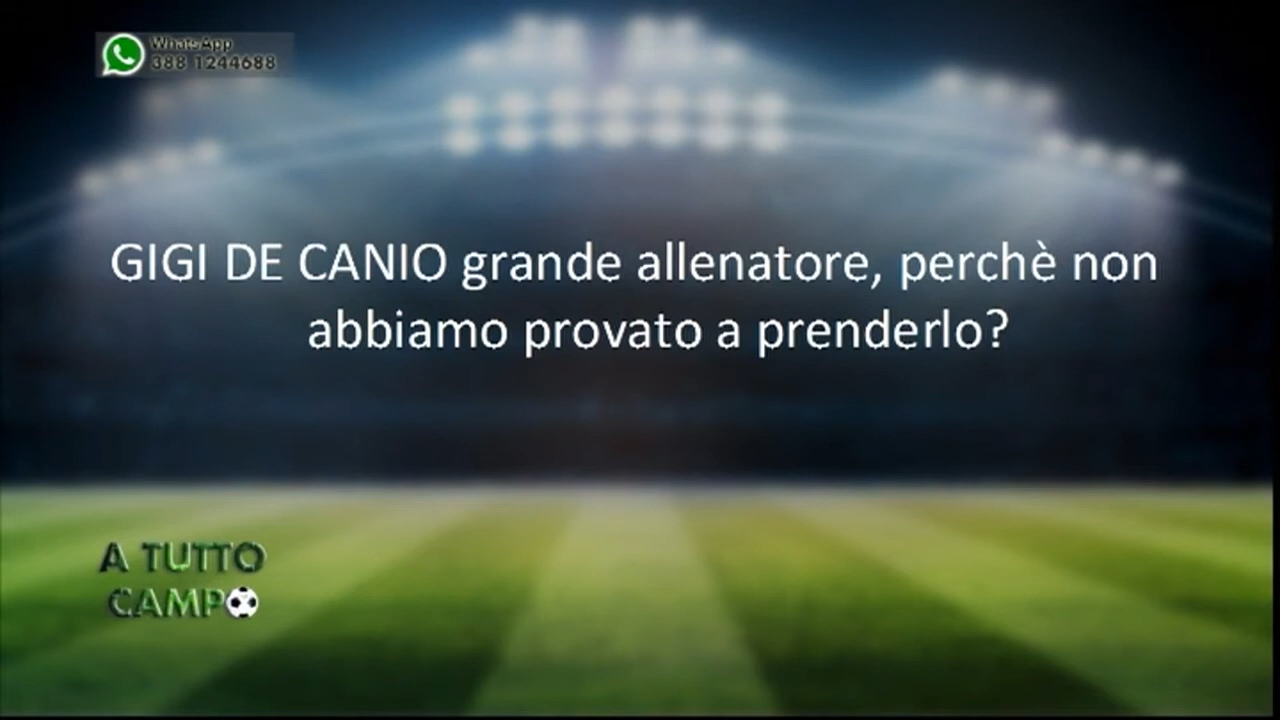 WhatsApp
388 1244688
GIGI DE CANIO grande allenatore, perchè non
abbiamo provato a prenderlo?
A TUTTO
CAMPO